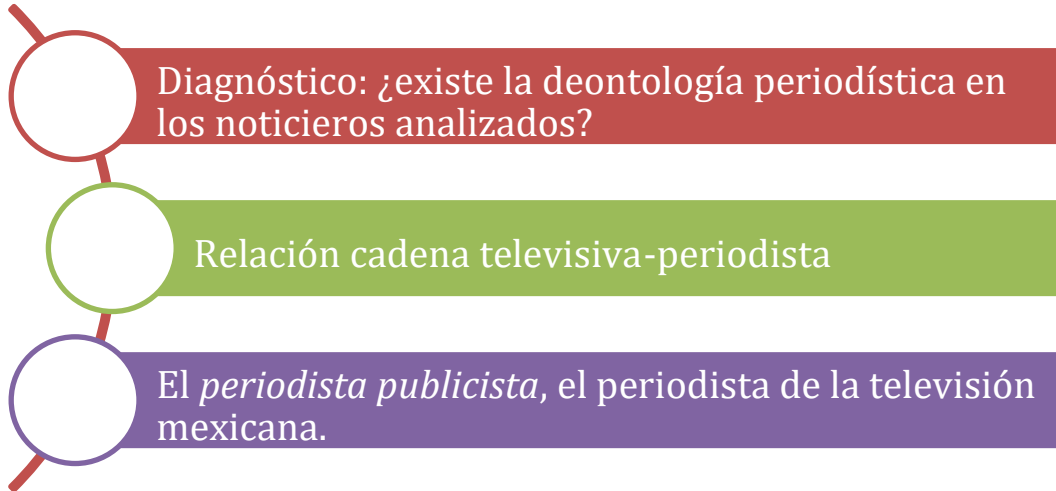 Diagnóstico: ¿existe la deontología periodística en
los noticieros analizados?
Relación cadena televisiva-periodista
El periodista publicista, el periodista de la televisión
mexicana.